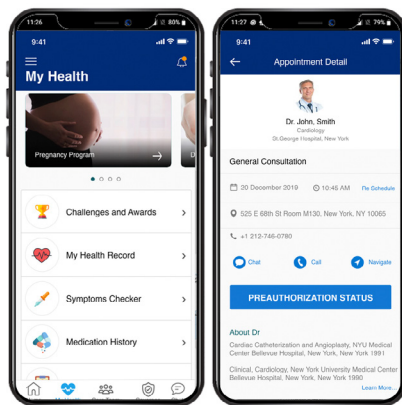 11:26
80%
9:41
My Health
Pregnancy Program
Challenges and Awards
My Health Record
Symptoms Checker
Medication History
11:27
79%
9:41
Appointment Detail
Dr. John, Smith
Cardiology
Dr.George Hospital, New York
General Consultation
20 December 2019
10:45 AM
Re Schedule
525 E 68th St Room M130, New York, NY 10065
+1 212-746-0780
Chat
Call
Navigate
PREAUTHORIZATION STATUS
About Dr
Cardiac Catheterization and Angioplasty, NYU Medical
Center Bellevue Hospital, New York, New York 1991
Clinical, Cardiology, New York University Medical Center
Bellevue Hospital, New York, New York 1990
Learn More...